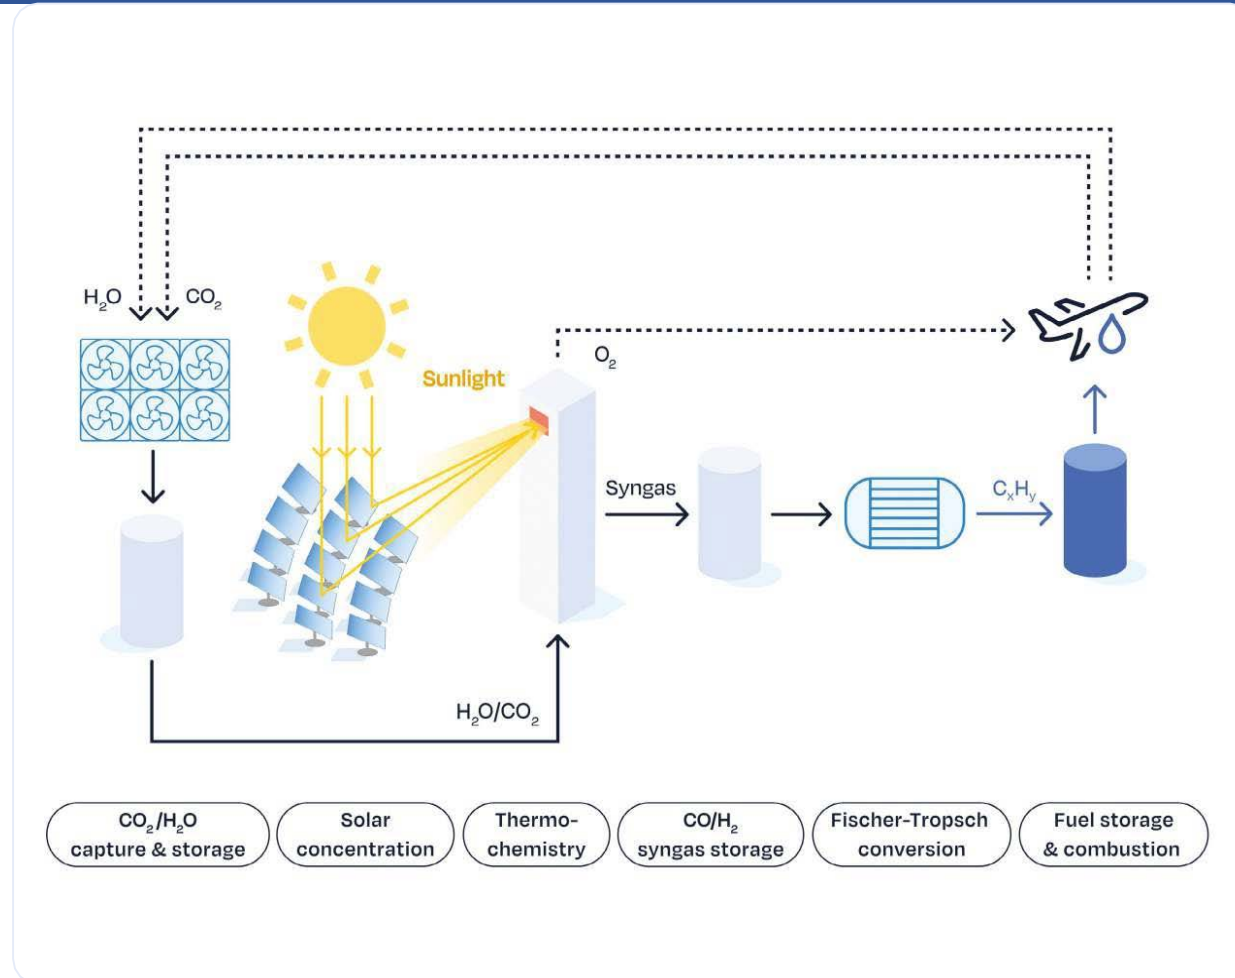 H₂O
CO₂
Sunlight
O₂
Syngas
CₓHᵧ
H₂O/CO₂
CO₂/H₂O
capture & storage
Solar
concentration
Thermo-
chemistry
CO/H₂
syngas storage
Fischer-Tropsch
conversion
Fuel storage
& combustion